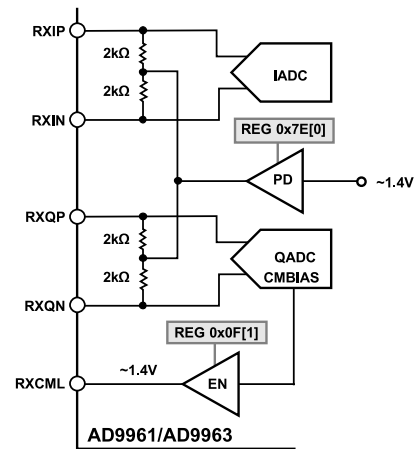 RXIP
2kΩ
2kΩ
IADC
RXIN
REG 0x7E[0]
PD
~1.4V
RXQP
2kΩ
2kΩ
QADC
CMBIAS
RXQN
REG 0x0F[1]
RXCML
~1.4V
EN
AD9961/AD9963